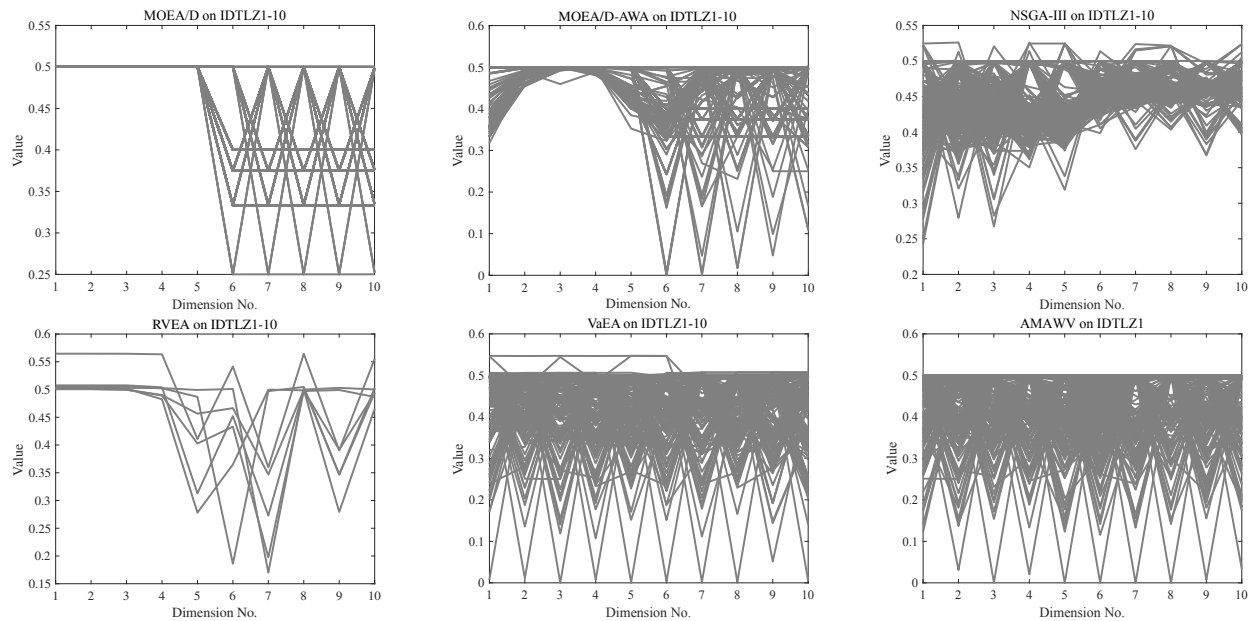 MOEA/D on IDTLZ1-10
0.55
0.5
0.45
0.4
0.35
0.3
0.25
Value
1 2 3 4 5 6 7 8 9 10
Dimension No.
MOEA/D-AWA on IDTLZ1-10
0.6
0.5
0.4
0.3
0.2
0.1
0
Value
1 2 3 4 5 6 7 8 9 10
Dimension No.
NSGA-III on IDTLZ1-10
0.55
0.5
0.45
0.4
0.35
0.3
0.25
0.2
Value
1 2 3 4 5 6 7 8 9 10
Dimension No.
RVEA on IDTLZ1-10
0.6
0.55
0.5
0.45
0.4
0.35
0.3
0.25
0.2
0.15
Value
1 2 3 4 5 6 7 8 9 10
Dimension No.
VaEA on IDTLZ1-10
0.6
0.5
0.4
0.3
0.2
0.1
0
Value
1 2 3 4 5 6 7 8 9 10
Dimension No.
AMAWV on IDTLZ1
0.6
0.5
0.4
0.3
0.2
0.1
0
Value
1 2 3 4 5 6 7 8 9 10
Dimension No.